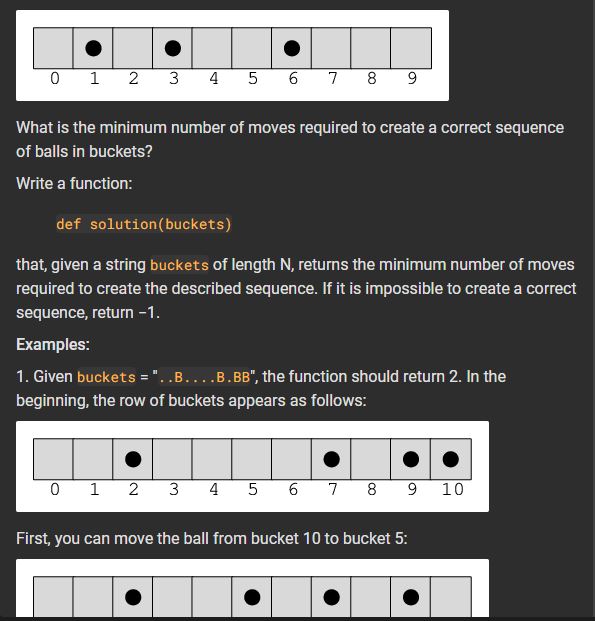 0 1 2 3 4 5 6 7 8 9
What is the minimum number of moves required to create a correct sequence
of balls in buckets?
Write a function:
def solution(buckets)
that, given a string buckets of length N, returns the minimum number of moves
required to create the described sequence. If it is impossible to create a correct
sequence, return −1.
Examples:
1. Given buckets = "..B....B.BB", the function should return 2. In the
beginning, the row of buckets appears as follows:
0 1 2 3 4 5 6 7 8 9 10
First, you can move the ball from bucket 10 to bucket 5: